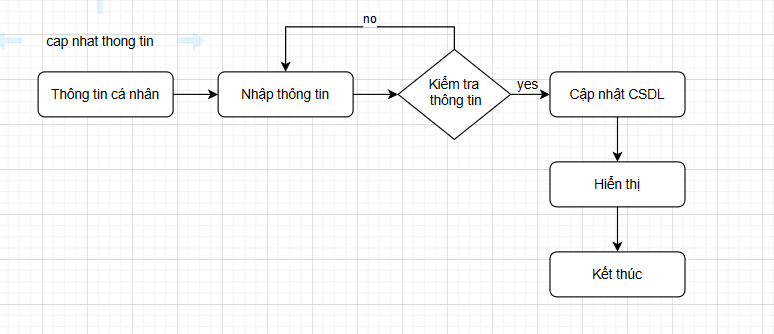 no
cap nhat thong tin
Thông tin cá nhân
Nhập thông tin
Kiểm tra
thông tin
yes
Cập nhật CSDL
Hiển thị
Kết thúc